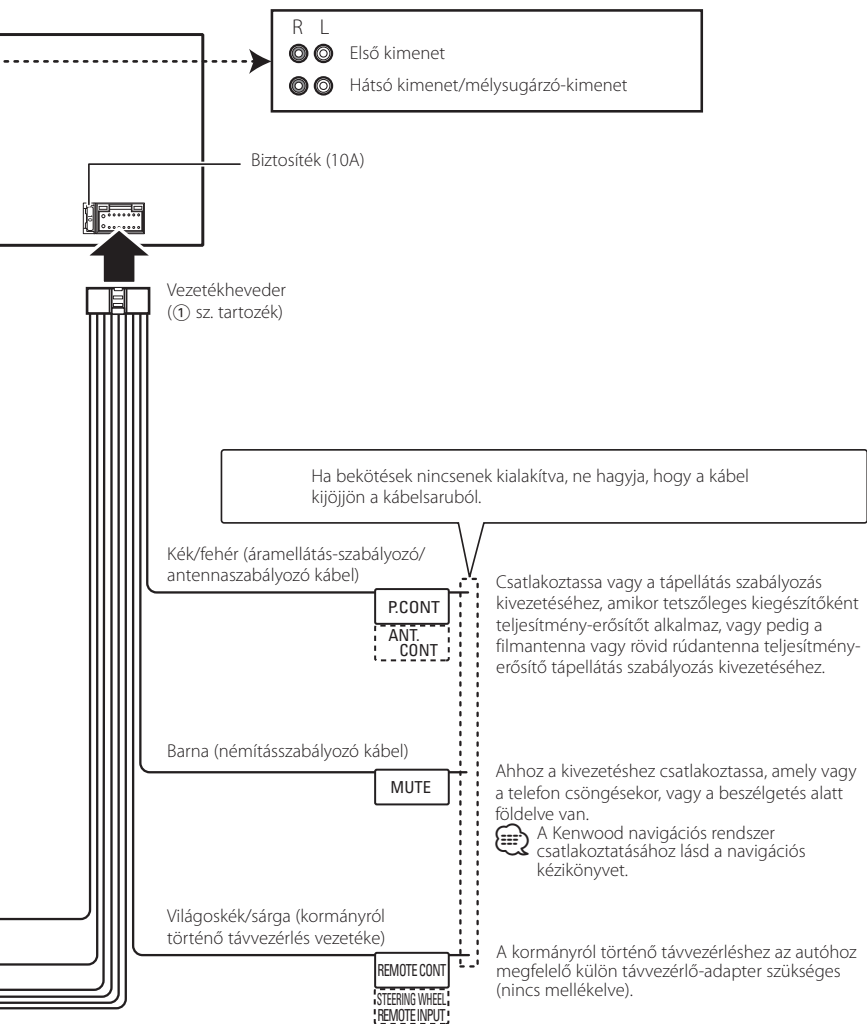 R L
Első kimenet
Hátsó kimenet/mélysugárzó-kimenet
Biztosíték (10A)
Vezetékheveder
(① sz. tartozék)
Ha bekötések nincsenek kialakítva, ne hagyja, hogy a kábel
kijöjjön a kábelsaruból.
Kék/fehér (áramellátás-szabályozó/
antennaszabályozó kábel)
P.CONT
ANT.
CONT
Csatlakoztassa vagy a tápellátás szabályozás
kivezetéséhez, amikor tetszőleges kiegészítőként
teljesítmény-erősítőt alkalmaz, vagy pedig a
filmantenna vagy rövid rúdantenna teljesítmény-
erősítő tápellátás szabályozás kivezetéséhez.
Barna (némításszabályozó kábel)
MUTE
Ahhoz a kivezetéshez csatlakoztassa, amely vagy
a telefon csöngésekor, vagy a beszélgetés alatt
földelve van.
A Kenwood navigációs rendszer
csatlakoztatásához lásd a navigációs
kézikönyvet.
Világoskék/sárga (kormányról
történő távvezérlés vezetéke)
REMOTE CONT
STEERING WHEEL
REMOTE INPUT
A kormányról történő távvezérléshez az autóhoz
megfelelő külön távvezérlő-adapter szükséges
(nincs mellékelve).